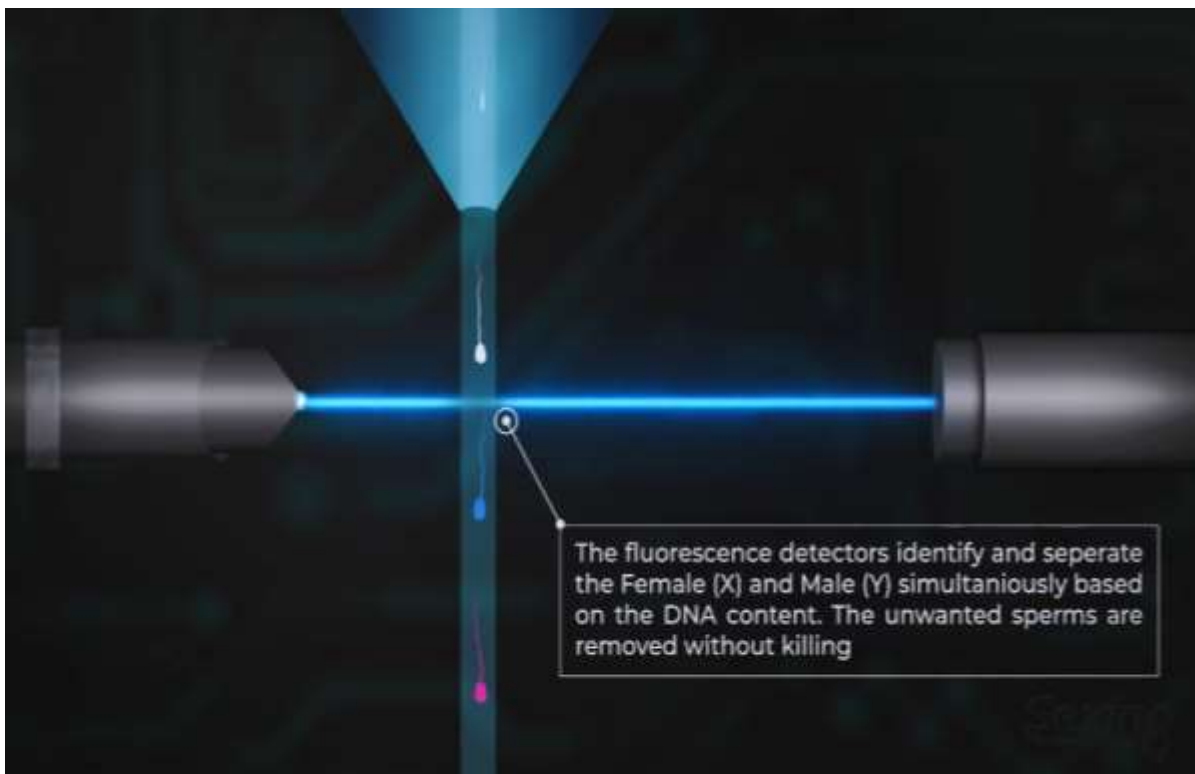 The fluorescence detectors identify and seperate
the Female (X) and Male (Y) simultaniously based
on the DNA content. The unwanted sperms are
removed without killing